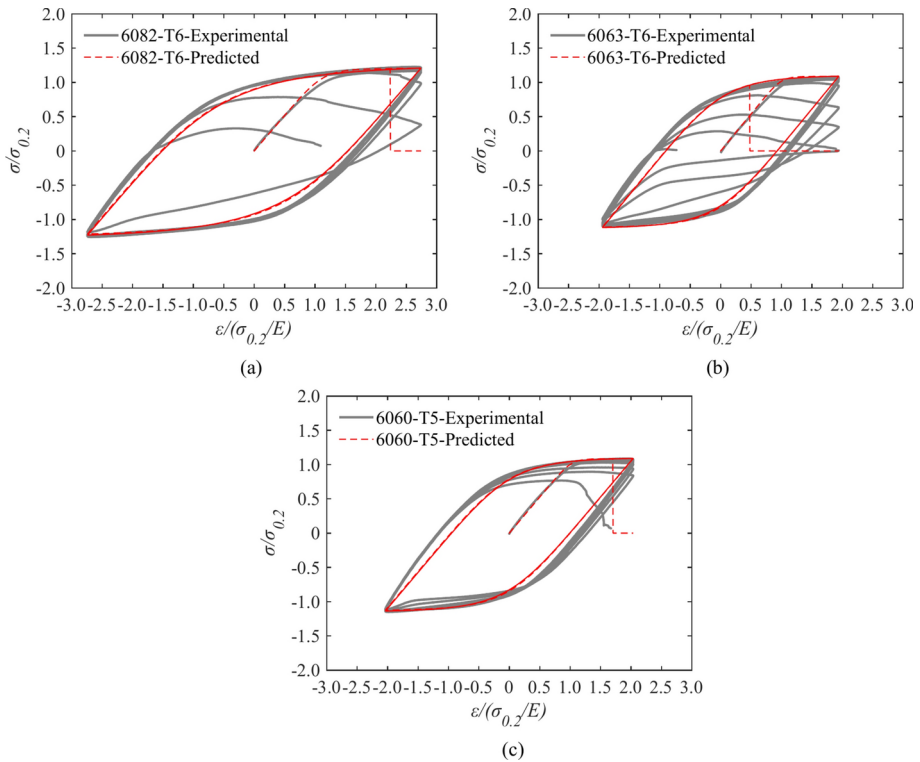 2.0
1.5
1.0
0.5
0
-0.5
-1.0
-1.5
-2.0
σ/σ0.2
6082-T6-Experimental
6082-T6-Predicted
-3.0-2.5-2.0-1.5-1.0-0.5 0 0.5 1.0 1.5 2.0 2.5 3.0
ε/(σ0.2/E)
(a)
2.0
1.5
1.0
0.5
0
-0.5
-1.0
-1.5
-2.0
σ/σ0.2
6063-T6-Experimental
6063-T6-Predicted
-3.0-2.5-2.0-1.5-1.0-0.5 0 0.5 1.0 1.5 2.0 2.5 3.0
ε/(σ0.2/E)
(b)
2.0
1.5
1.0
0.5
0
-0.5
-1.0
-1.5
-2.0
σ/σ0.2
6060-T5-Experimental
6060-T5-Predicted
-3.0-2.5-2.0-1.5-1.0-0.5 0 0.5 1.0 1.5 2.0 2.5 3.0
ε/(σ0.2/E)
(c)